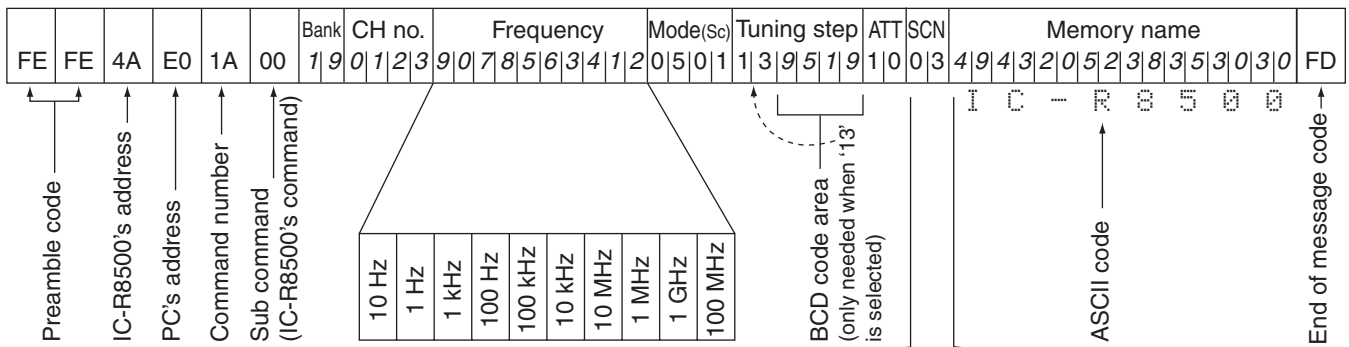 Bank CH no. Frequency Mode(Sc) Tuning step ATT SCN Memory name
FE FE 4A E0 1A 00 1 9 0 1 2 3 9 0 7 8 5 6 3 4 1 2 0 5 0 1 1 3 9 5 1 9 1 0 0 3 4 9 4 3 2 0 5 2 3 8 3 5 3 0 3 0 FD
I C - R 8 5 0 0
Preamble code
IC-R8500's address
PC's address
Command number
Sub command
(IC-R8500's command)
10 Hz
1 Hz
1 kHz
100 Hz
100 kHz
10 kHz
10 MHz
1 MHz
1 GHz
100 MHz
BCD code area
(only needed when '13'
is selected)
ASCII code
End of message code